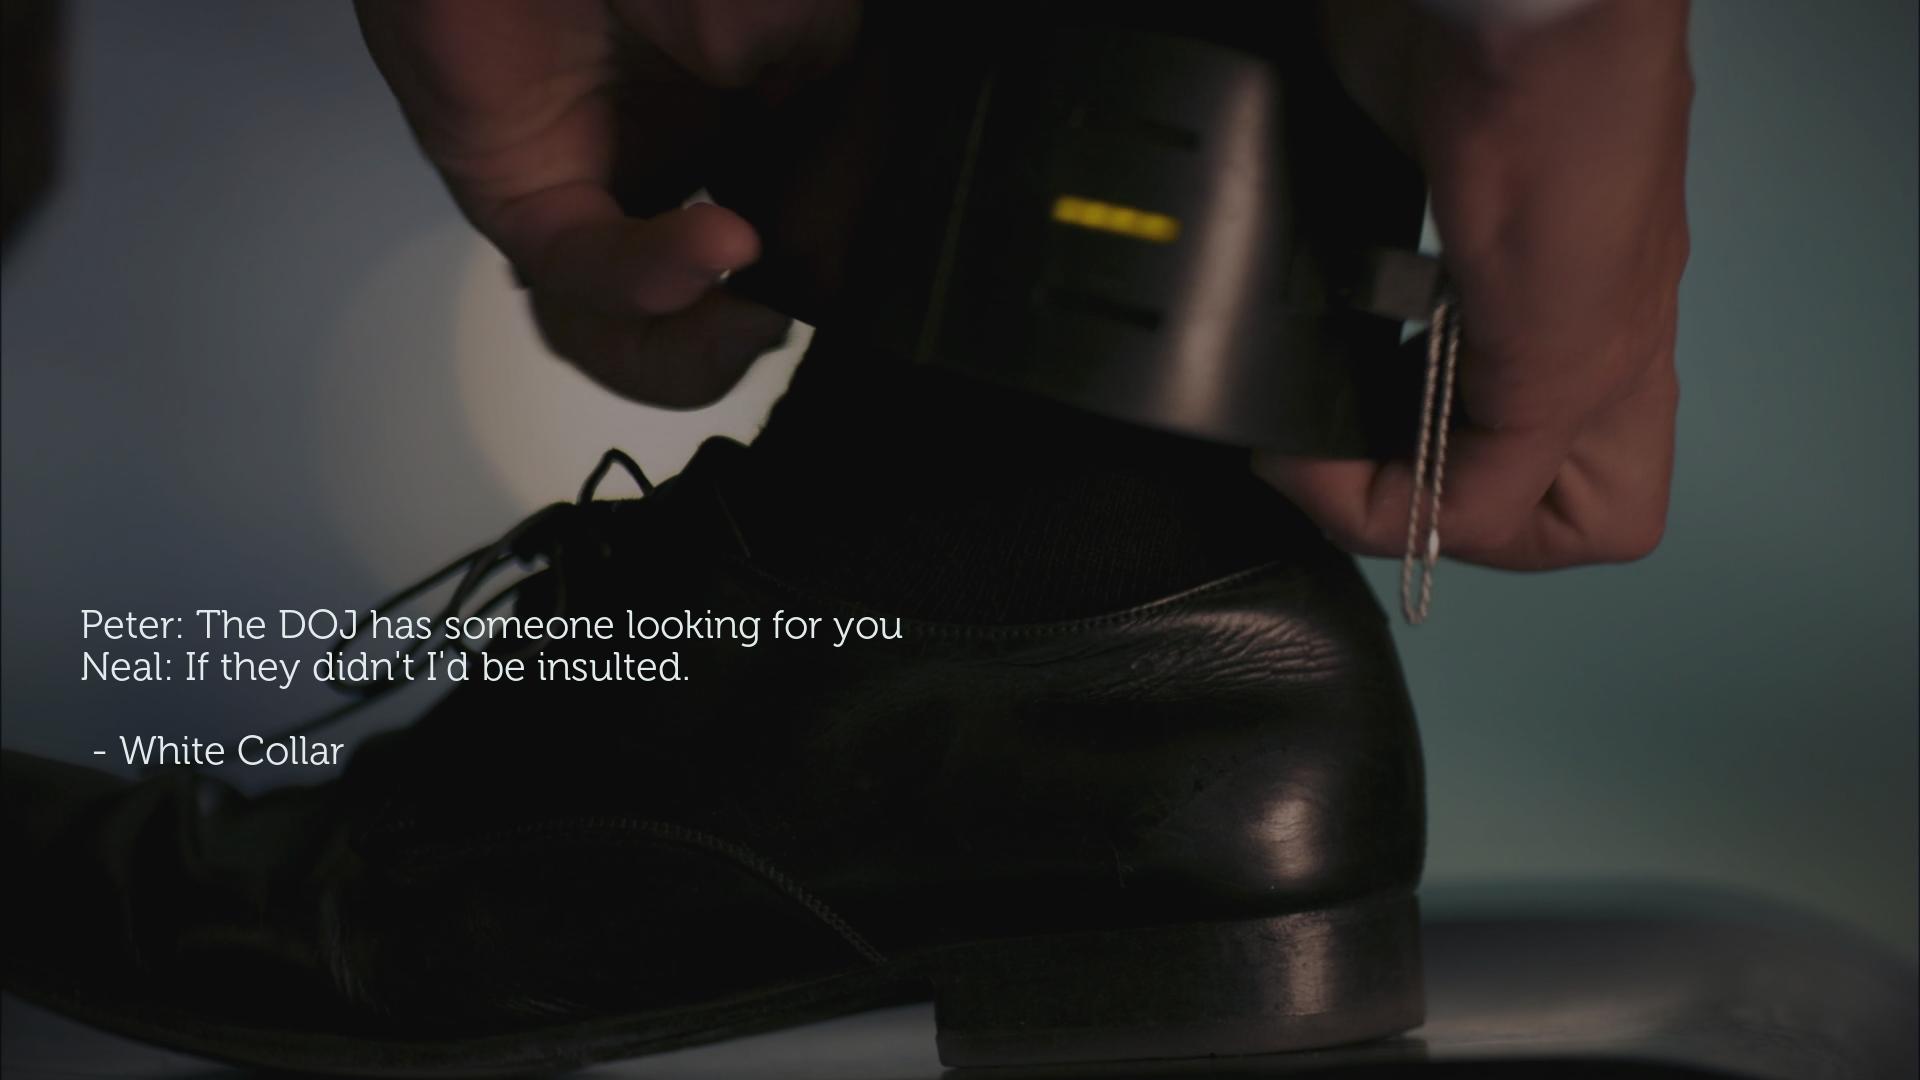 Peter: The DOJ has someone looking for you
Neal: If they didn't I'd be insulted.
- White Collar